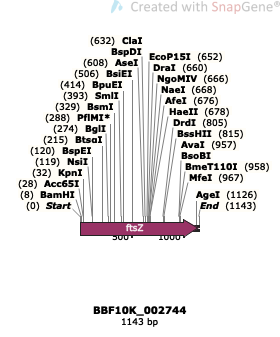 Created with SnapGene®
(632) ClaI
BspDI
(608) AseI
(506) BsiEI
(414) BpuEI
(393) SmlI
(329) BsmI
(288) PflMI*
(274) BglI
(215) BtsαI
(120) BspEI
(119) NsiI
(32) KpnI
(28) Acc65I
(8) BamHI
(0) Start
EcoP15I (652)
DraI (660)
NgoMIV (666)
NaeI (668)
AfeI (676)
HaeII (678)
DrdI (805)
BssHII (815)
AvaI (957)
BsoBI
BmeT110I (958)
MfeI (967)
AgeI (1126)
End (1143)
ftsZ
500 1000
BBF10K_002744
1143 bp